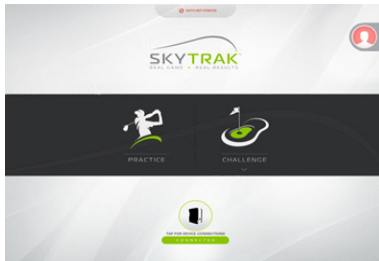 SKYTRAK
REAL GAME • REAL RESULTS
PRACTICE
CHALLENGE
TAP FOR DEVICE CONNECTIONS
CONNECTED